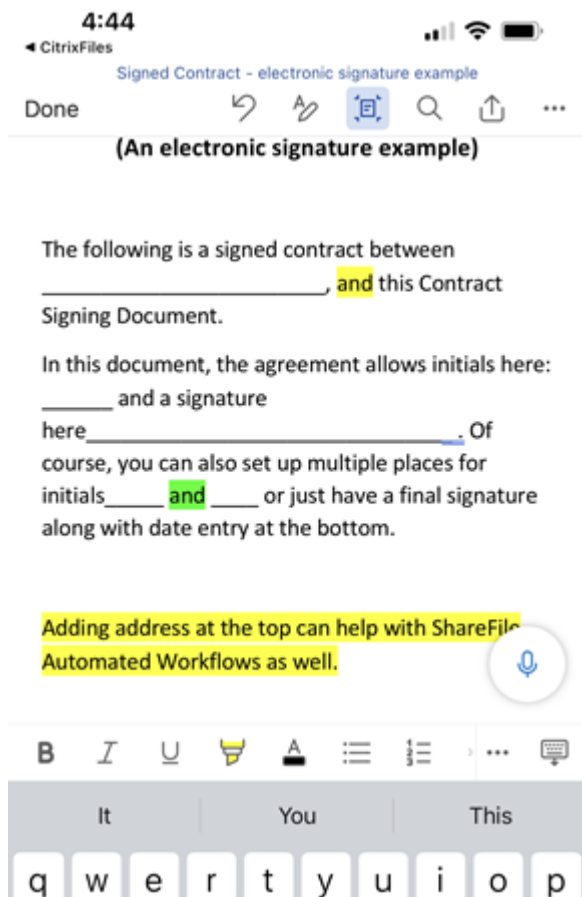 4:44
◀ CitrixFiles
Signed Contract - electronic signature example
Done
(An electronic signature example)
The following is a signed contract between
__________________________, and this Contract
Signing Document.
In this document, the agreement allows initials here:
______ and a signature
here________________________________. Of
course, you can also set up multiple places for
initials_____ and ____ or just have a final signature
along with date entry at the bottom.
Adding address at the top can help with ShareFile
Automated Workflows as well.
B I U A
It You This
q w e r t y u i o p